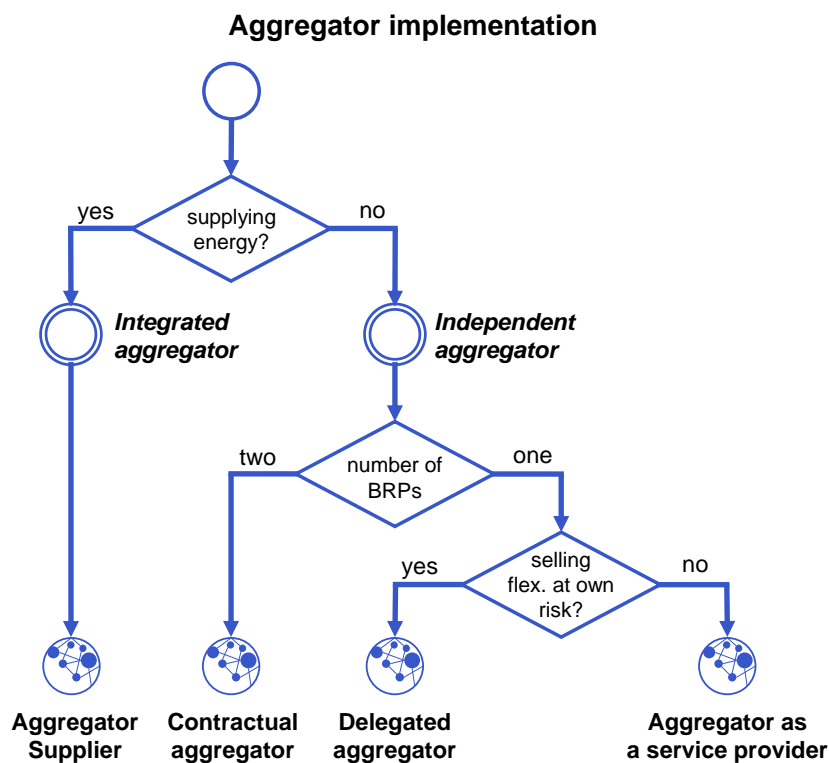 Aggregator implementation
yes
supplying
energy?
no
Integrated
aggregator
Independent
aggregator
two
number of
BRPs
one
yes
selling
flex. at own
risk?
no
Aggregator
Supplier
Contractual
aggregator
Delegated
aggregator
Aggregator as
a service provider